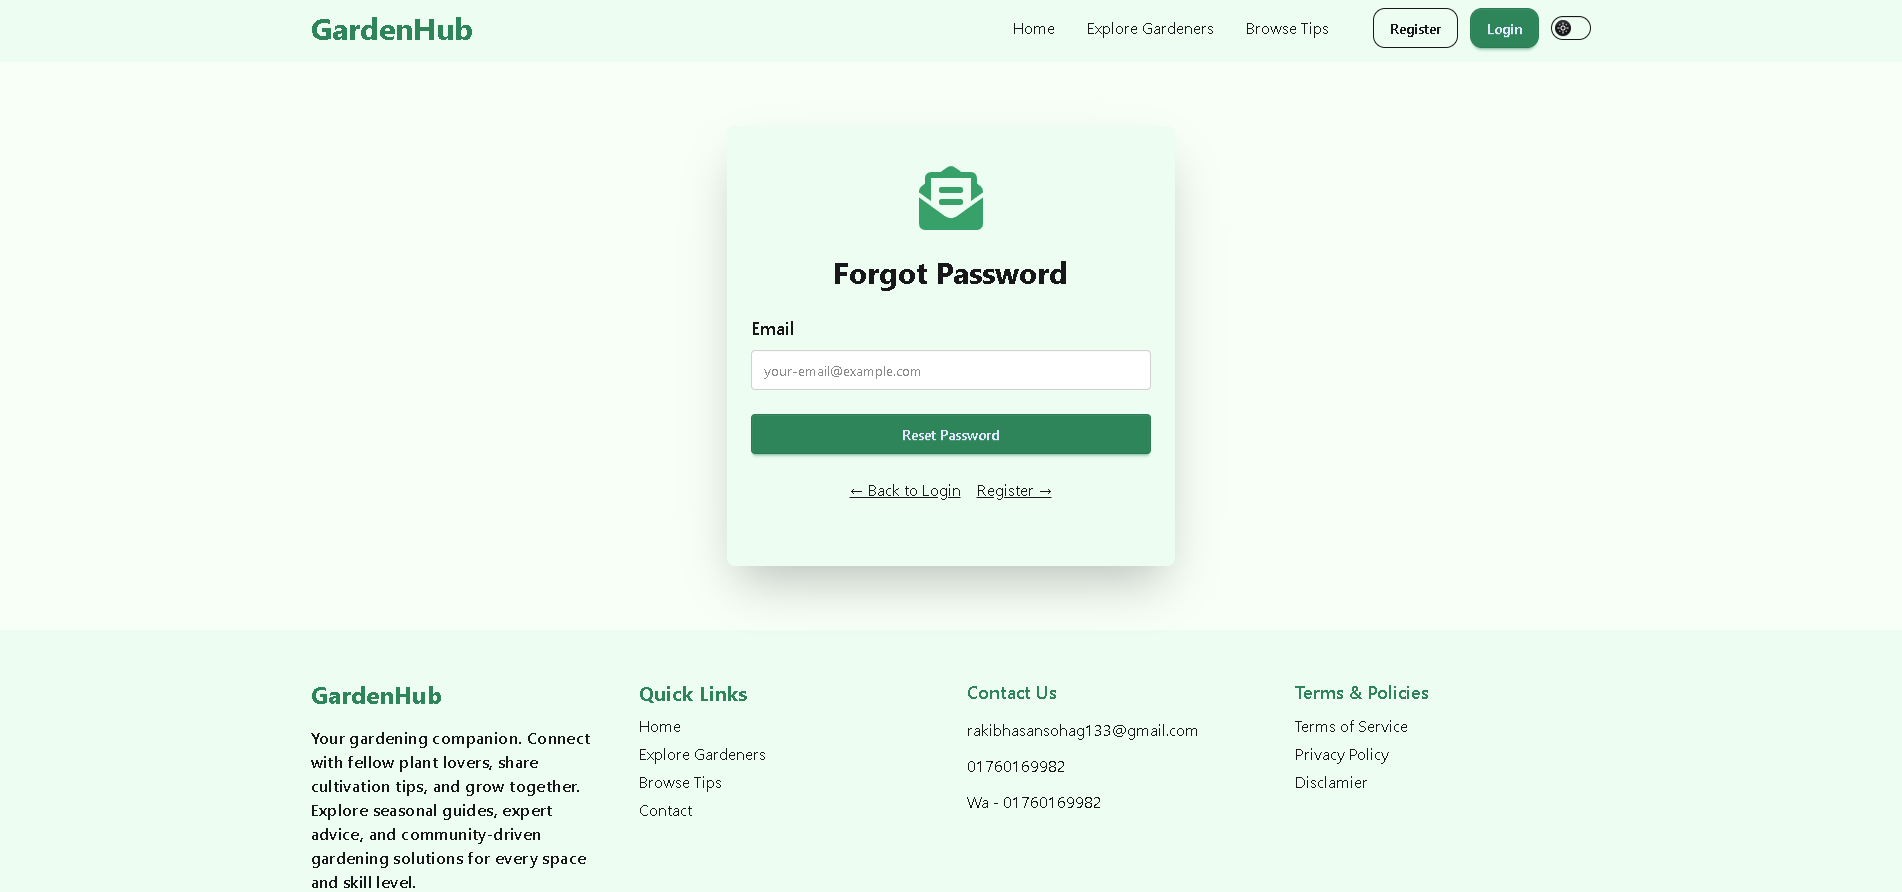 GardenHub
Home
Explore Gardeners
Browse Tips
Register
Login
Forgot Password
Email
your-email@example.com
Reset Password
← Back to Login
Register →
GardenHub
Your gardening companion. Connect
with fellow plant lovers, share
cultivation tips, and grow together.
Explore seasonal guides, expert
advice, and community-driven
gardening solutions for every space
and skill level.
Quick Links
Home
Explore Gardeners
Browse Tips
Contact
Contact Us
rakibhasansohag133@gmail.com
01760169982
Wa - 01760169982
Terms & Policies
Terms of Service
Privacy Policy
Disclamier